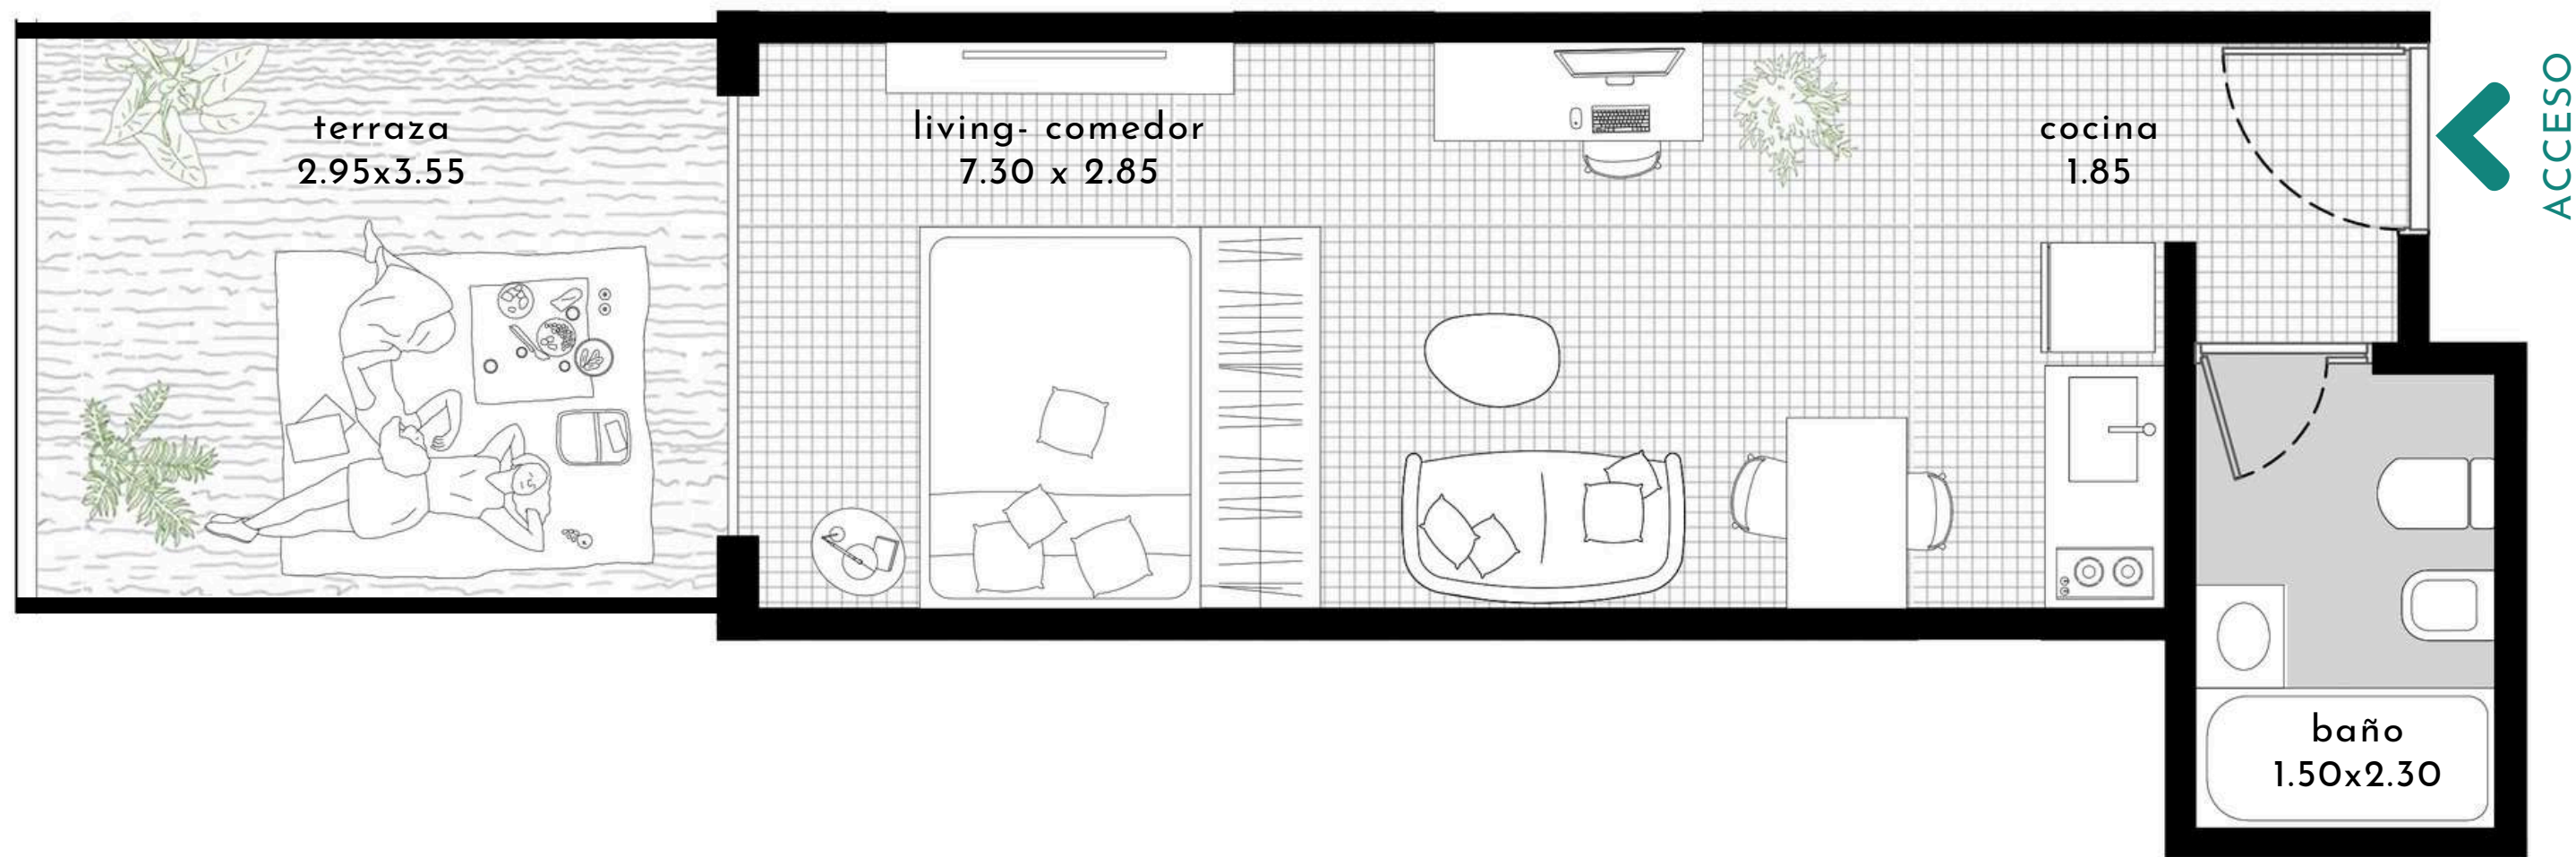 terraza
2.95x3.55
living- comedor
7.30 x 2.85
cocina
1.85
ACCESO
baño
1.50x2.30